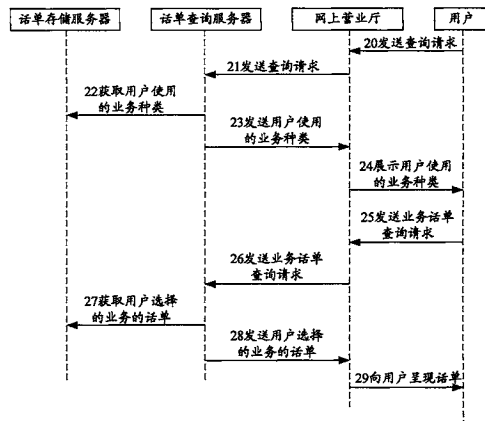 话单存储服务器
话单查询服务器
网上营业厅
用户
20发送查询请求
21发送查询请求
22获取用户使用
的业务种类
23发送用户使用
的业务种类
24展示用户使用
的业务种类
25发送业务话单
查询请求
26发送业务话单
查询请求
27获取用户选择
的业务的话单
28发送用户选择
的业务的话单
29向用户呈现话单